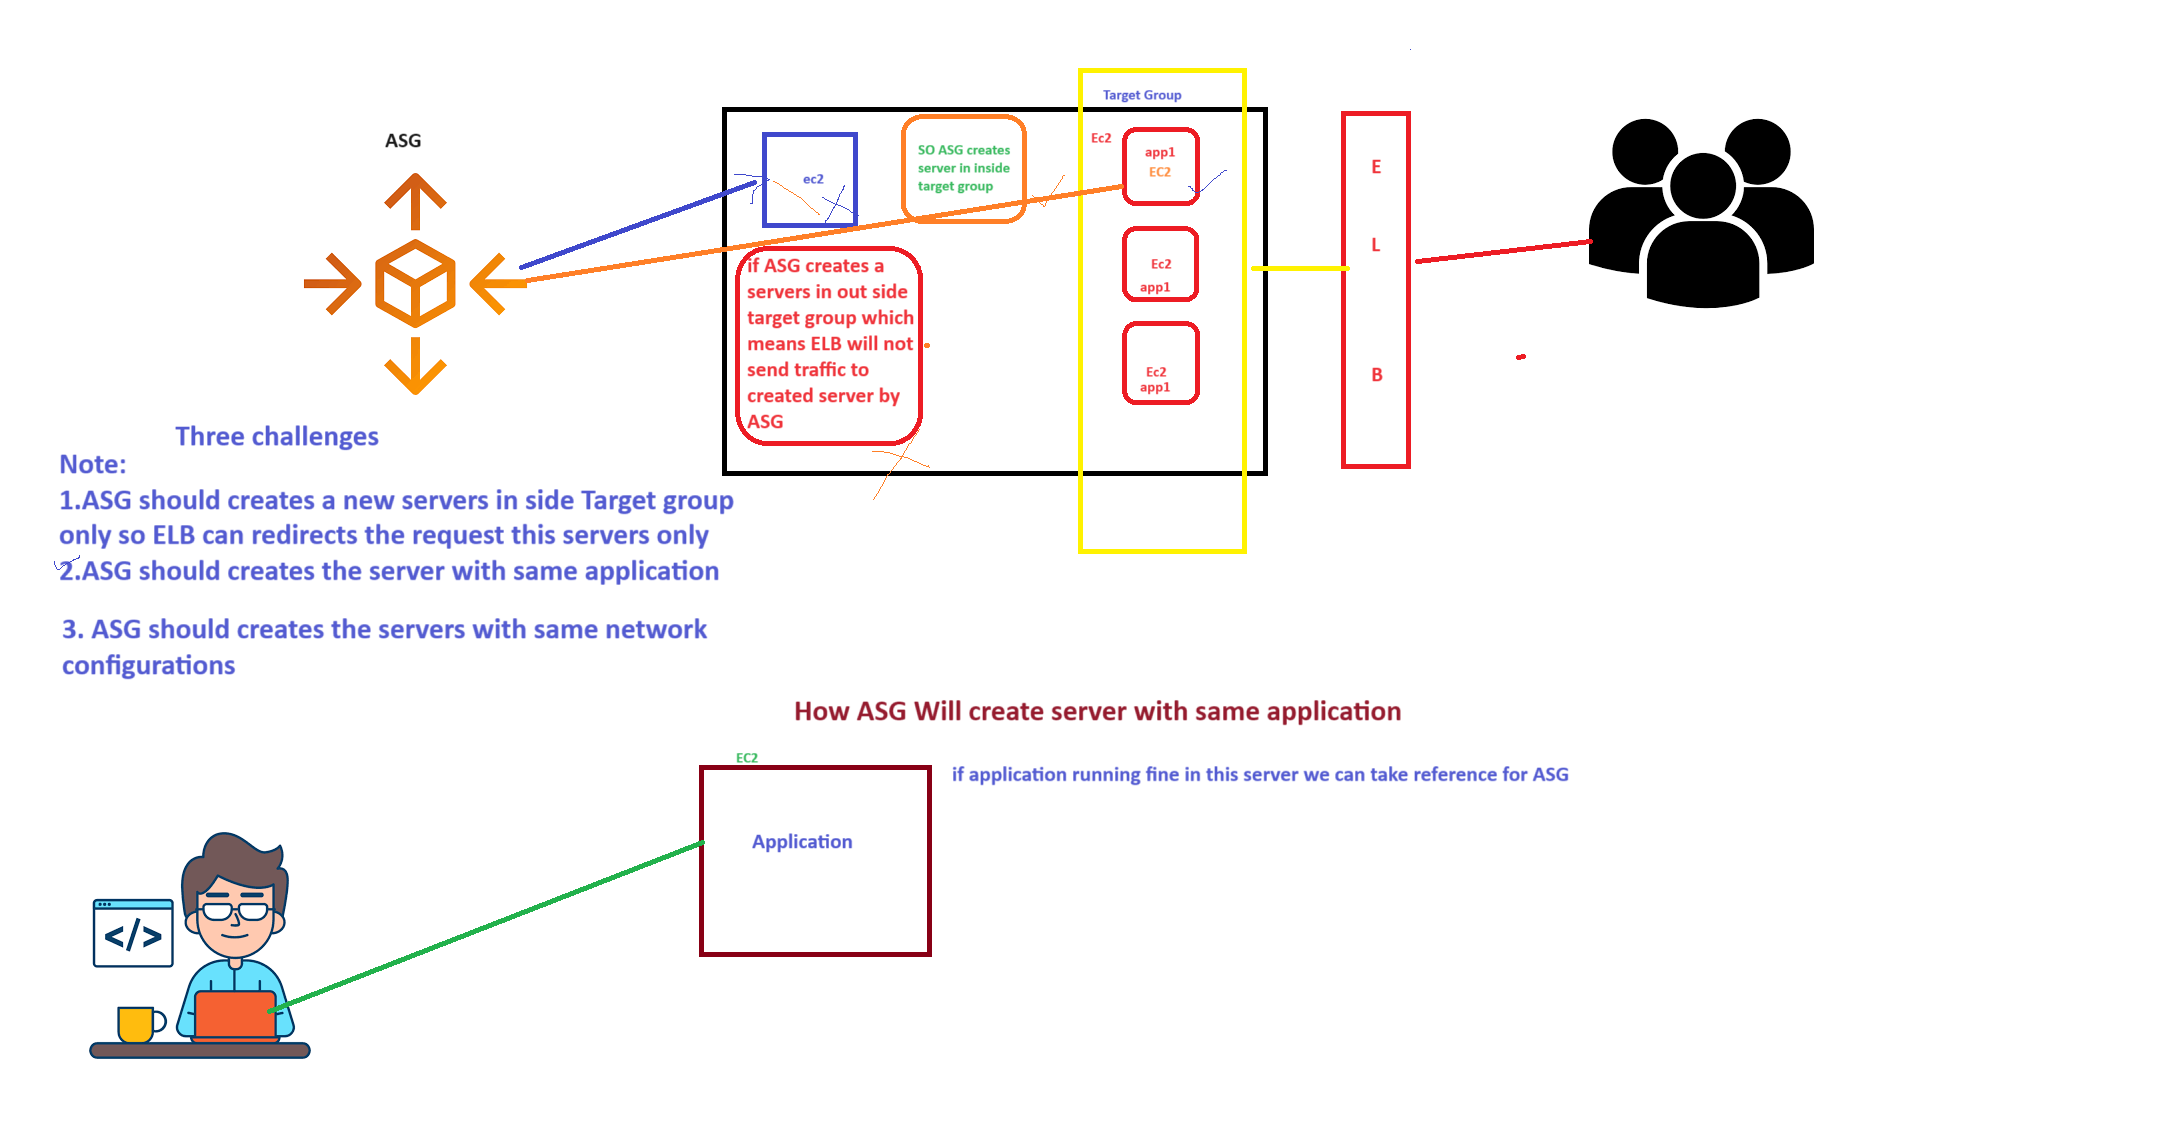 ASG
Target Group
ec2
SO ASG creates
server in inside
target group
Ec2
app1
EC2
Ec2
app1
Ec2
app1
E
L
B
if ASG creates a
servers in out side
target group which
means ELB will not
send traffic to
created server by
ASG
Three challenges
Note:
1.ASG should creates a new servers in side Target group
only so ELB can redirects the request this servers only
2.ASG should creates the server with same application
3. ASG should creates the servers with same network
configurations
How ASG Will create server with same application
EC2
if application running fine in this server we can take reference for ASG
Application
</>